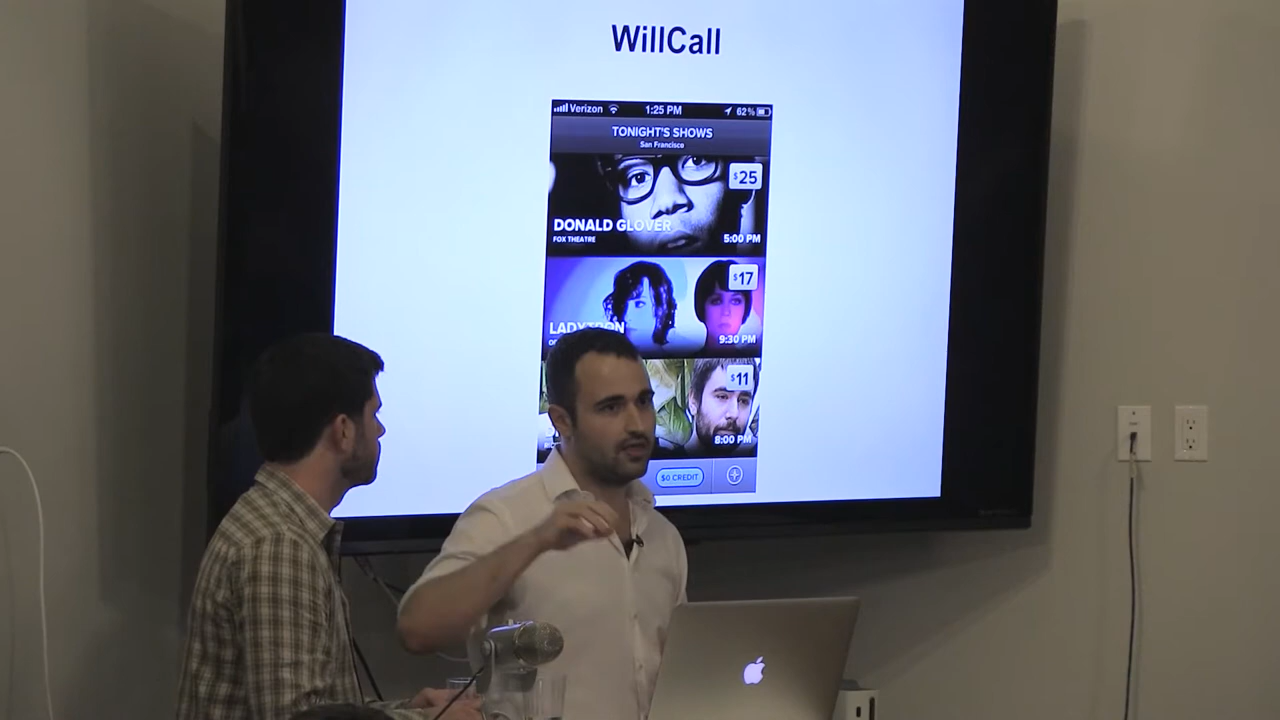 WillCall
Verizon 1:25 PM 62%
TONIGHT'S SHOWS
San Francisco
$25
DONALD GLOVER
FOX THEATRE
5:00 PM
$17
LADYTRON
9:30 PM
$11
8:00 PM
$0 CREDIT